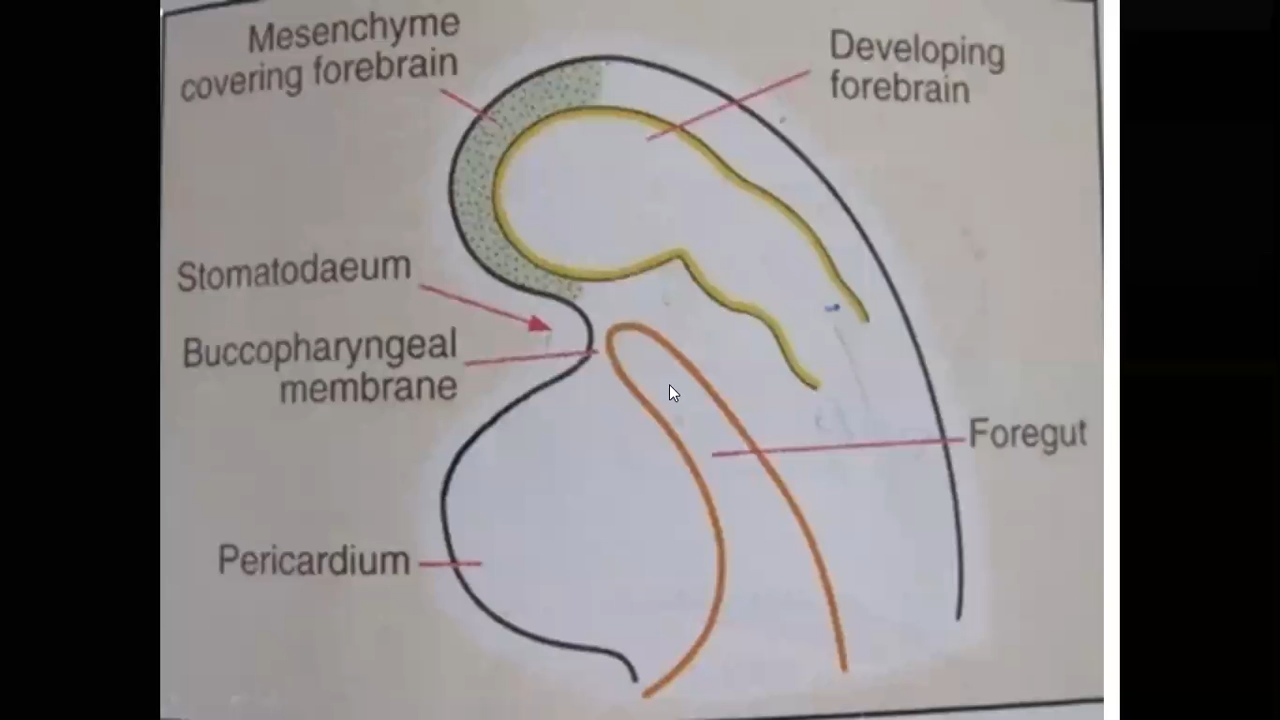 Mesenchyme
covering forebrain
Developing
forebrain
Stomatodaeum
Buccopharyngeal
membrane
Foregut
Pericardium